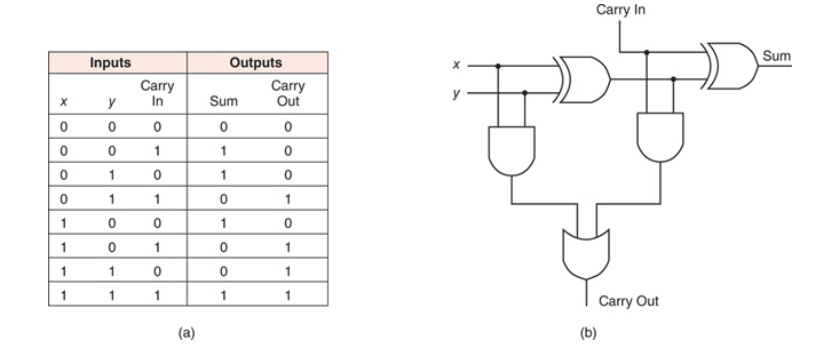 Inputs Outputs
x y Carry In Sum Carry Out
0 0 0 0 0
0 0 1 1 0
0 1 0 1 0
0 1 1 0 1
1 0 0 1 0
1 0 1 0 1
1 1 0 0 1
1 1 1 1 1
(a)
Carry In
x
y
Sum
Carry Out
(b)